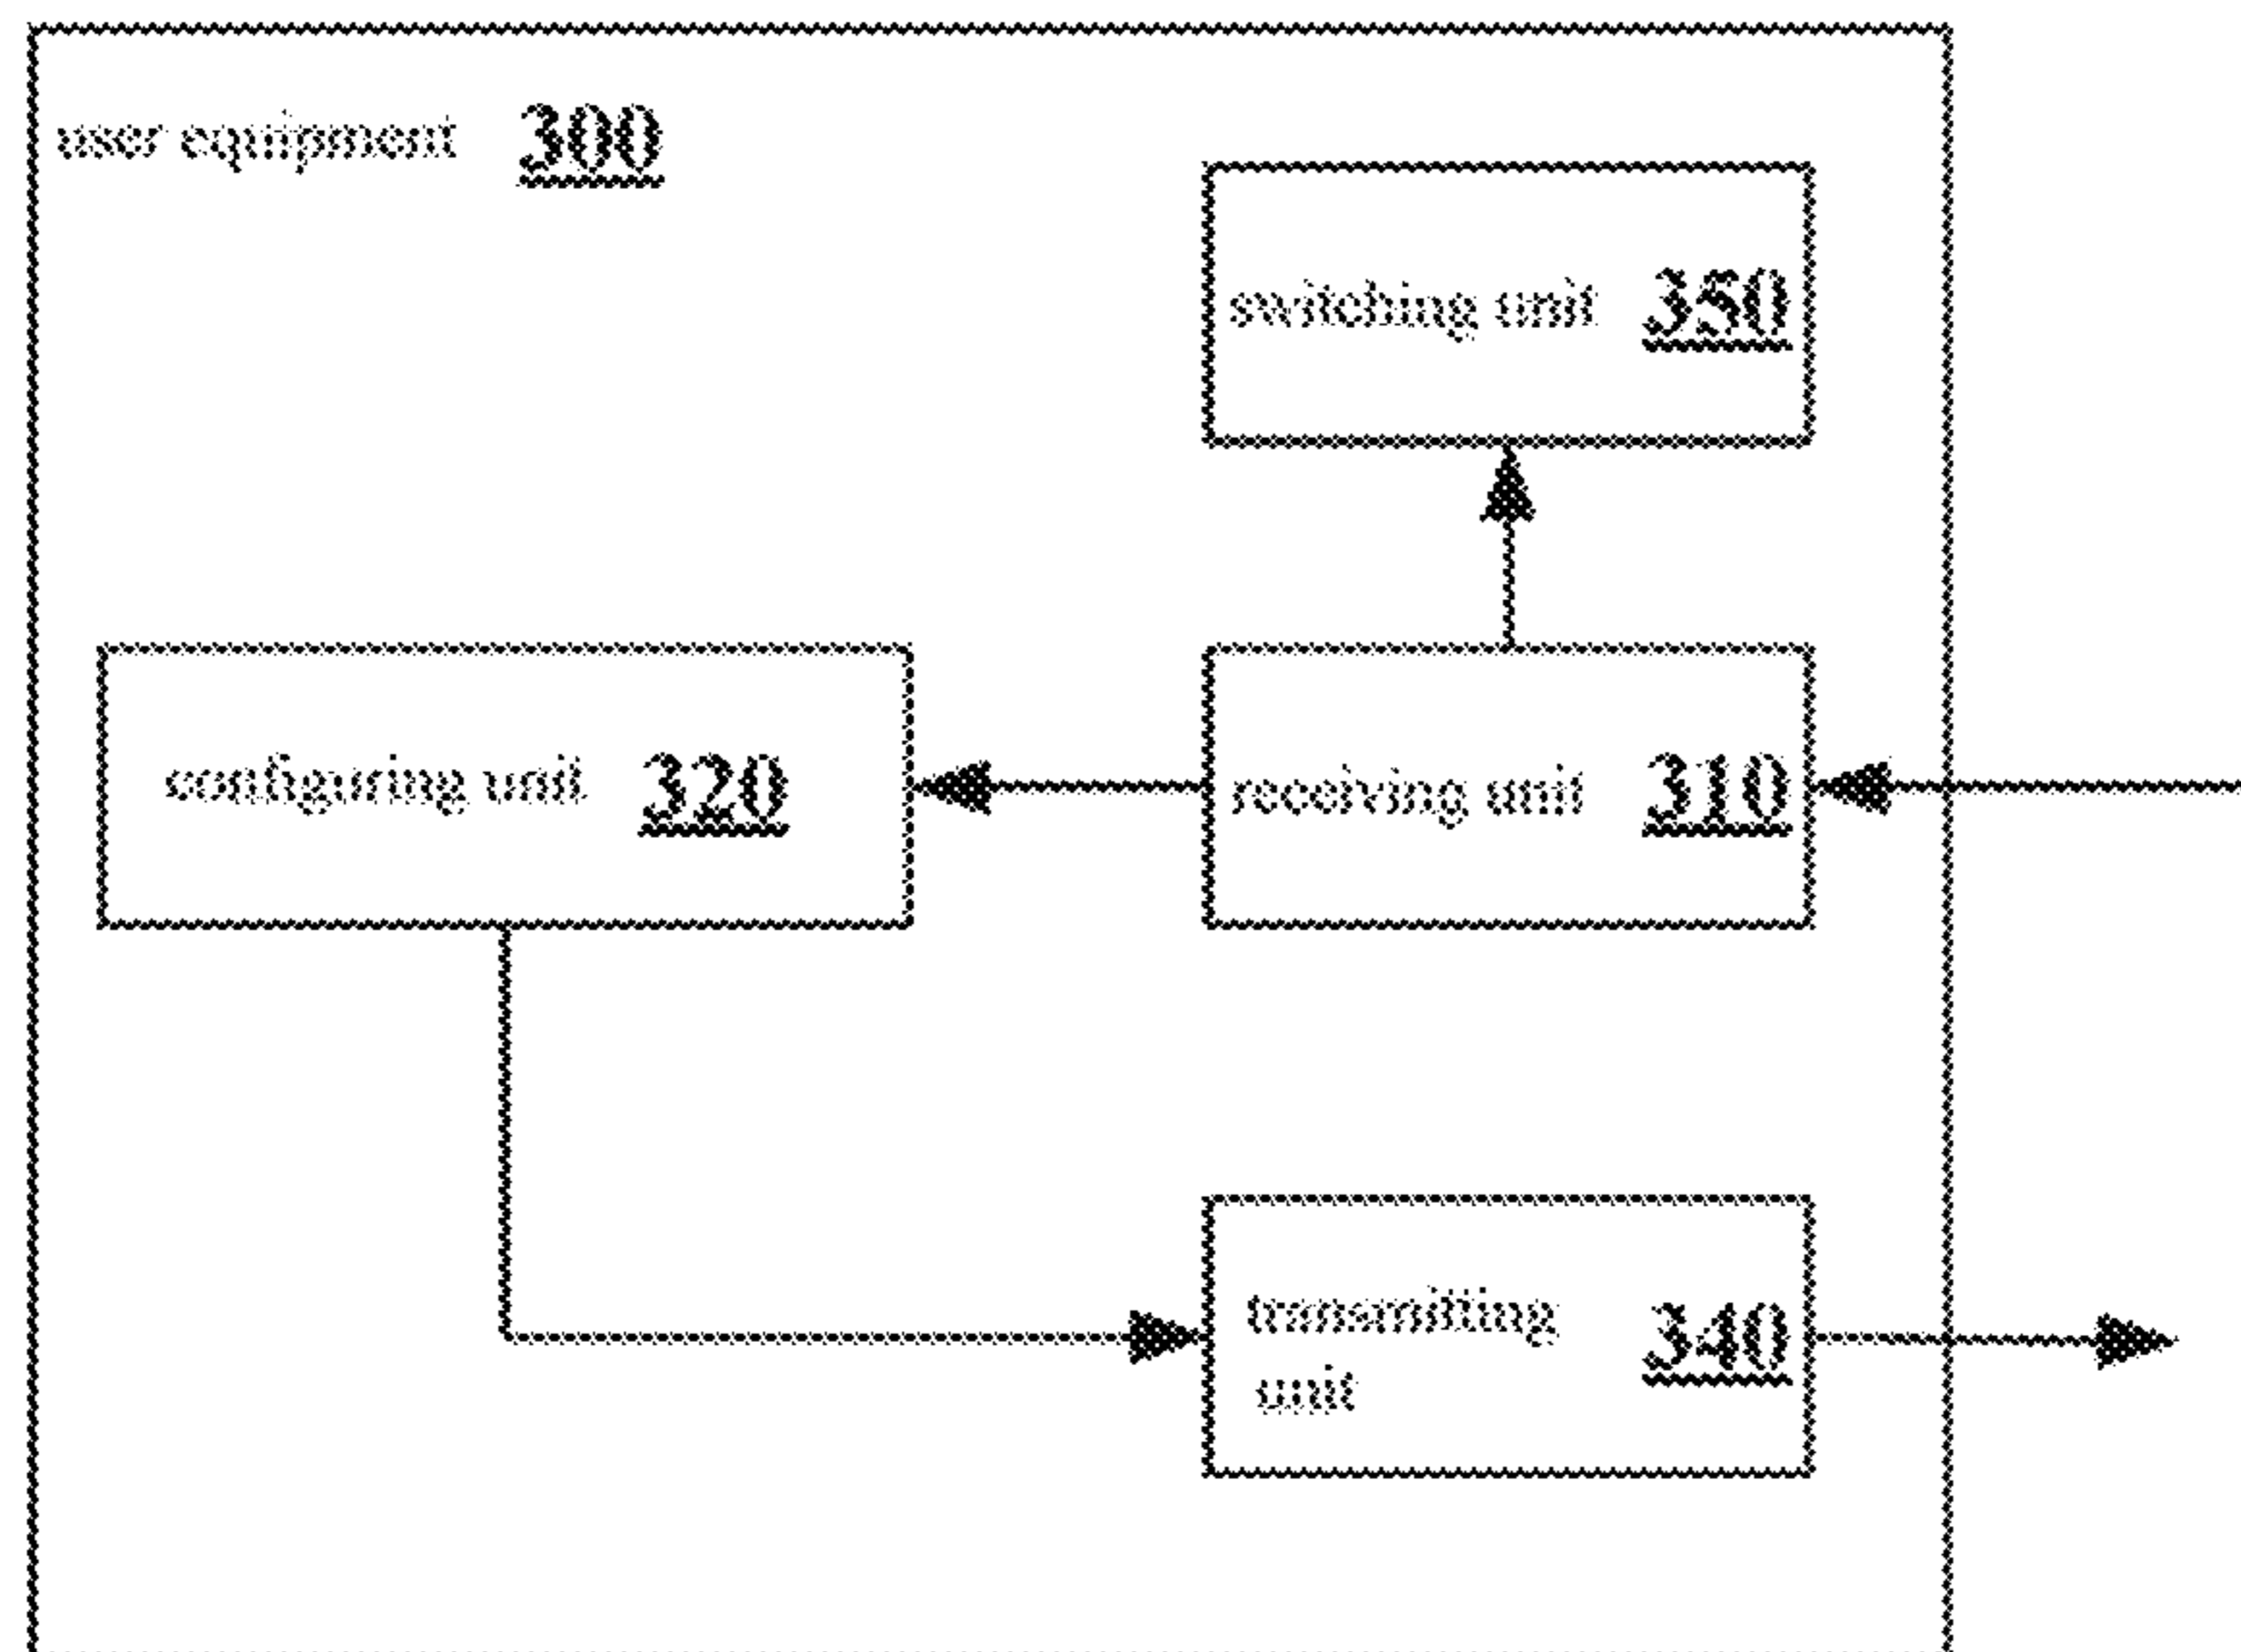 user equipment 300
switching unit 350
configuring unit 320
receiving unit 310
transmitting 340
unit